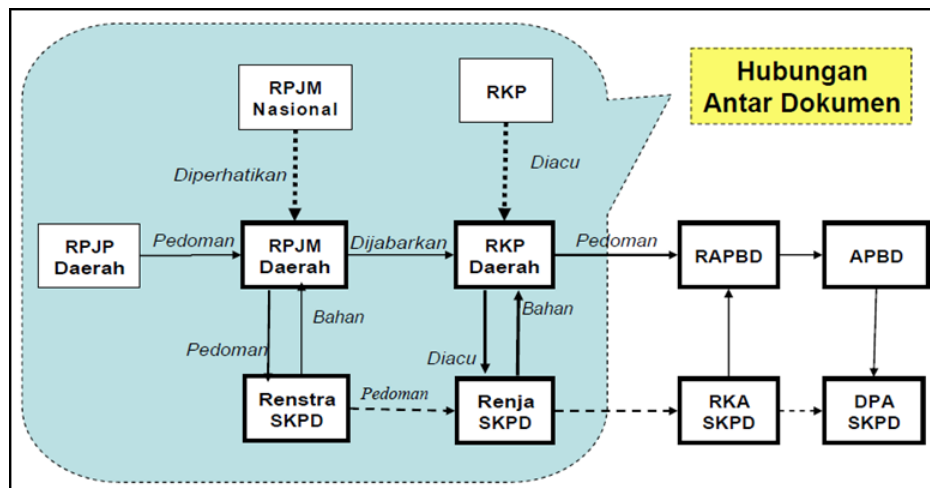 Hubungan
Antar Dokumen
RPJM
Nasional
RKP
Diperhatikan
Diacu
RPJP
Daerah
Pedoman
RPJM
Daerah
Dijabarkan
RKP
Daerah
Pedoman
RAPBD
APBD
Pedoman
Bahan
Diacu
Bahan
Renstra
SKPD
Pedoman
Renja
SKPD
RKA
SKPD
DPA
SKPD